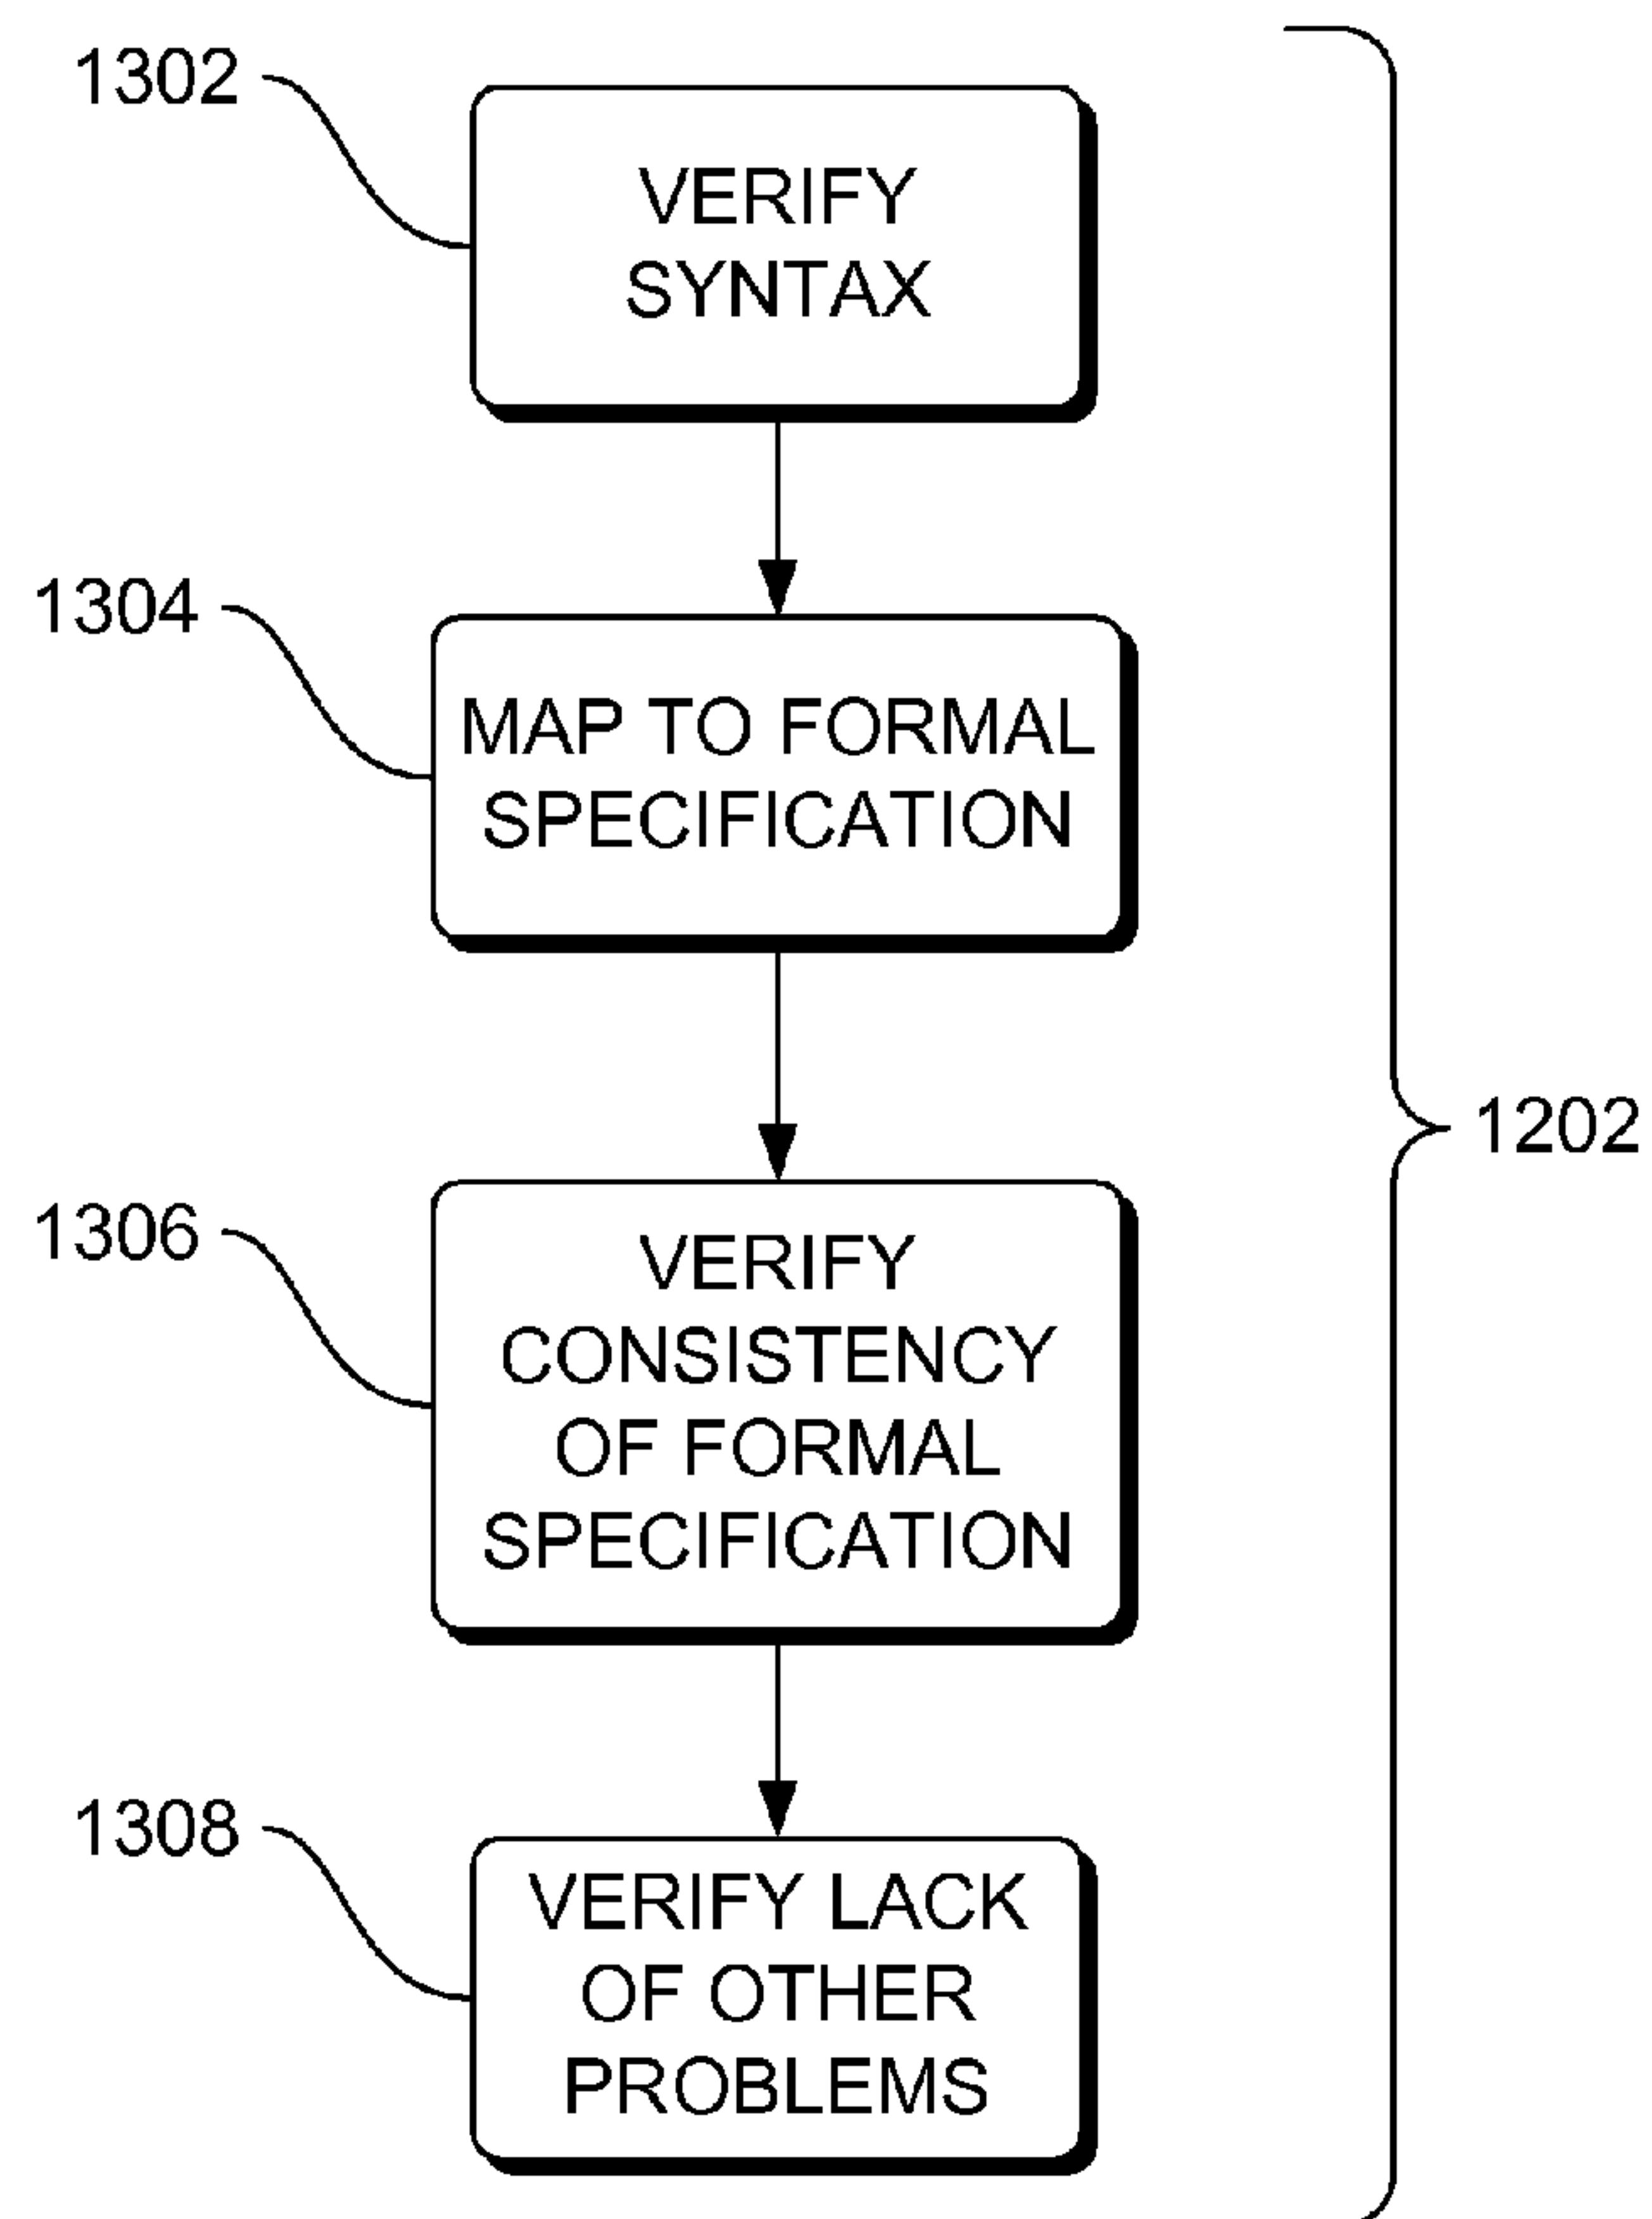 1302
VERIFY
SYNTAX
1304
MAP TO FORMAL
SPECIFICATION
1202
1306
VERIFY
CONSISTENCY
OF FORMAL
SPECIFICATION
1308
VERIFY LACK
OF OTHER
PROBLEMS